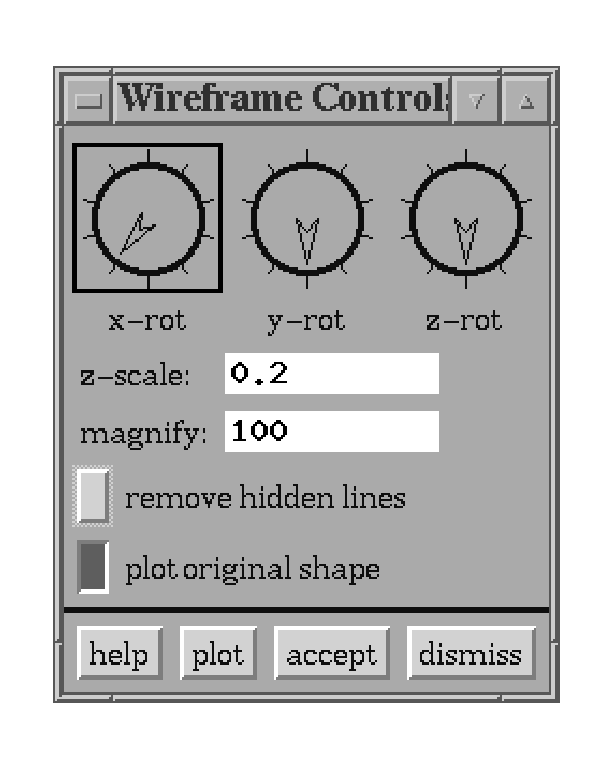 Wireframe Controls
x-rot y-rot z-rot
z-scale: 0.2
magnify: 100
remove hidden lines
plot original shape
help plot accept dismiss